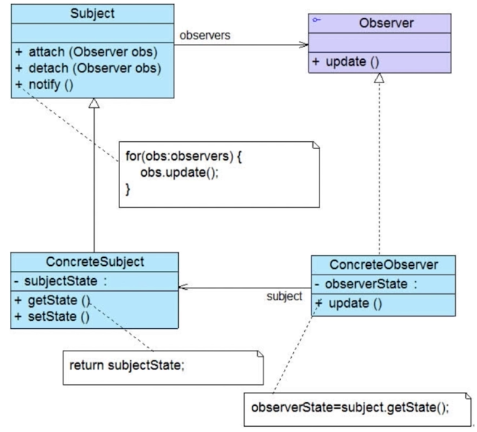 Subject
+ attach (Observer obs)
+ detach (Observer obs)
+ notify ()
observers
Observer
+ update ()
for(obs:observers) {
obs.update();
}
ConcreteSubject
- subjectState :
+ getState ()
+ setState ()
subject
ConcreteObserver
- observerState :
+ update ()
return subjectState;
observerState=subject.getState();